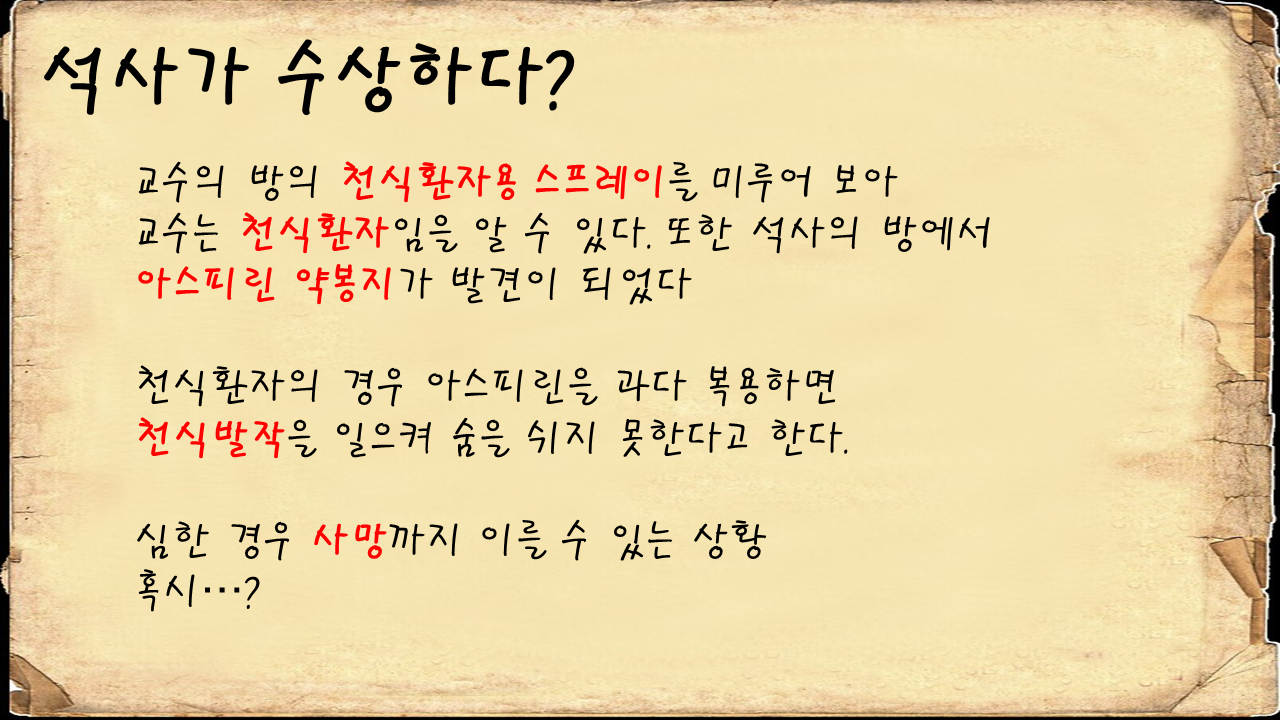 석사가 수상하다?
교수의 방의 천식환자용 스프레이를 미루어 보아
교수는 천식환자임을 알 수 있다. 또한 석사의 방에서
아스피린 약봉지가 발견이 되었다
천식환자의 경우 아스피린을 과다 복용하면
천식발작을 일으켜 숨을 쉬지 못한다고 한다.
심한 경우 사망까지 이를 수 있는 상황
혹시…?